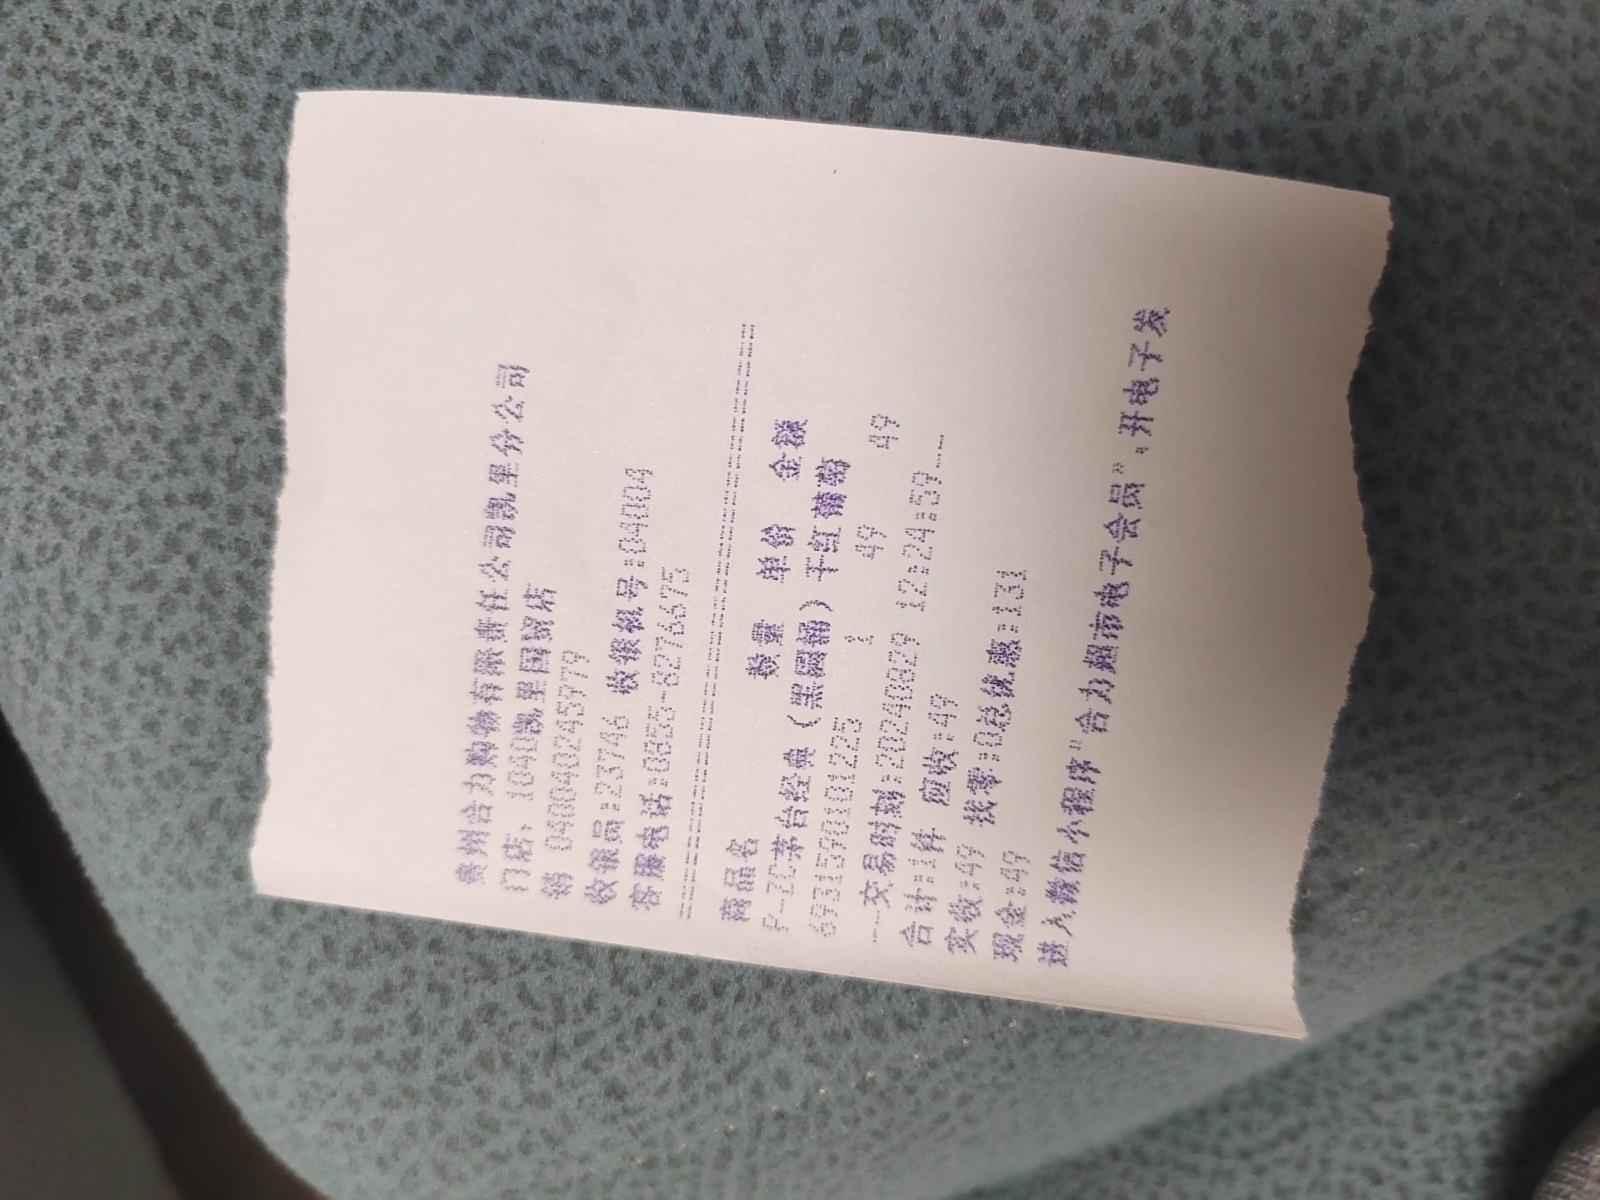 贵州合力购物有限责任公司凯里分公司
门店: 1040凯里国贸店
销 040040245979
收银员:23746 收银机号:04004
客服电话:0855-8276675
商品名 数量 单价 金额
P-ZC茅台经典(黑圆桶)干红葡萄
6931590101225 1 49 49
---交易时刻:20240829 12:24:59---
合计:1件 应收:49
实收:49 找零:0总优惠:131
现金:49
进入微信小程序"合力超市电子会员",开电子发